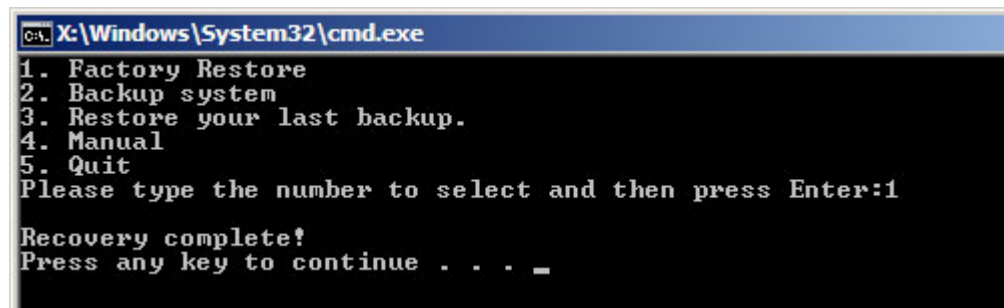 X:\Windows\System32\cmd.exe
1. Factory Restore
2. Backup system
3. Restore your last backup.
4. Manual
5. Quit
Please type the number to select and then press Enter:1
Recovery complete!
Press any key to continue . . . _